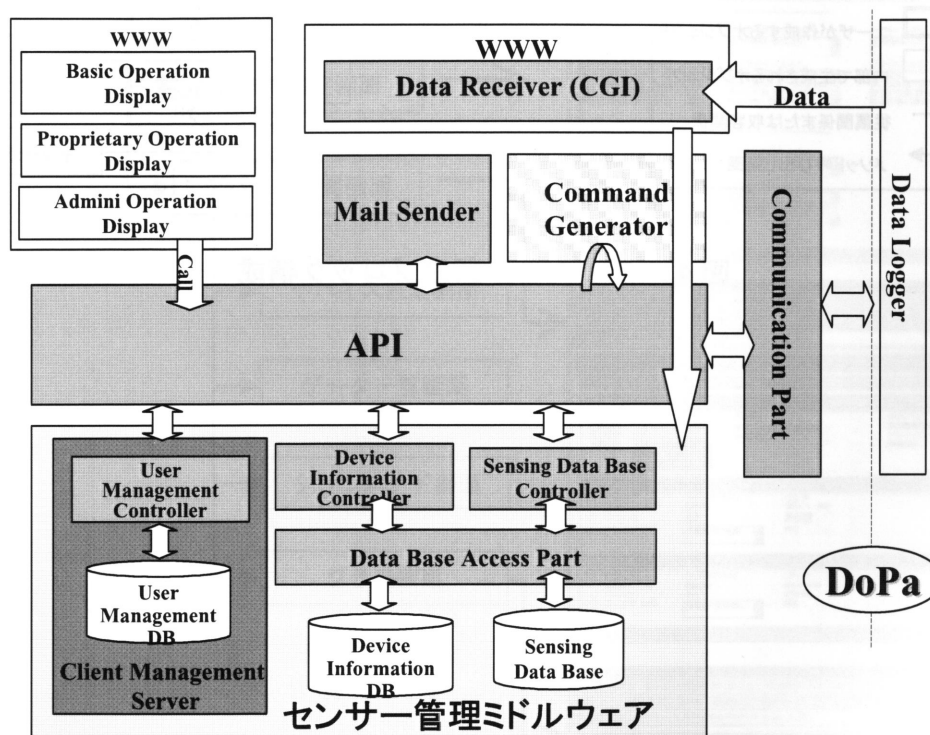 WWW
Basic Operation
Display
Proprietary Operation
Display
Admini Operation
Display
Call
WWW
Data Receiver (CGI)
Data
Mail Sender
Command
Generator
Communication Part
Data Logger
API
User
Management
Controller
Device
Information
Controller
Sensing Data Base
Controller
Data Base Access Part
User
Management
DB
Device
Information
DB
Sensing
Data Base
Client Management
Server
DoPa
センサー管理ミドルウェア